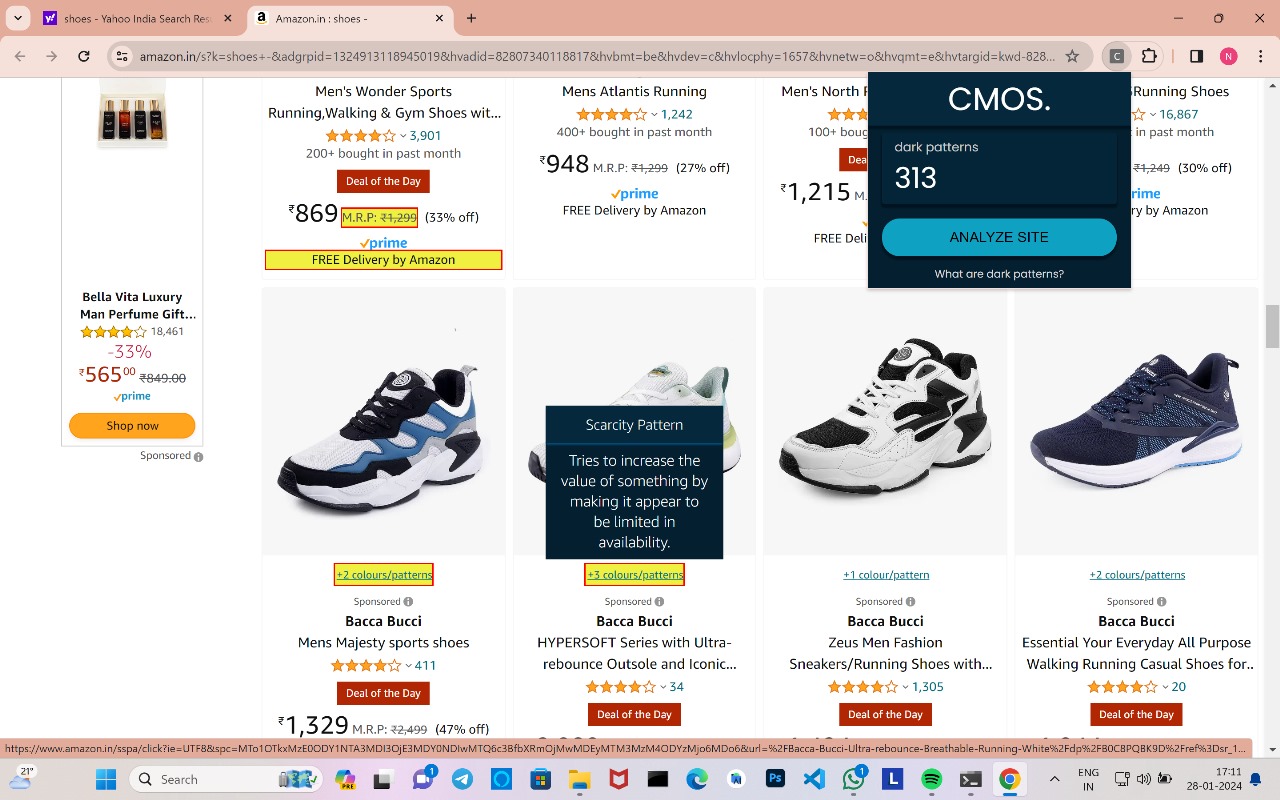 shoes - Yahoo India Search Res
Amazon.in : shoes -
amazon.in/s?k=shoes+-&adgrpid=1324913118945019&hvadid=82807340118817&hvbmt=be&hvdev=c&hvlocphy=1657&hvnetw=o&hvqmt=e&hvtargid=kwd-828...
C
N
CMOS.
dark patterns
313
ANALYZE SITE
What are dark patterns?
Bella Vita Luxury
Man Perfume Gift...
18,461
-33%
₹565⁰⁰ ₹849.00
prime
Shop now
Sponsored
Men's Wonder Sports
Running,Walking & Gym Shoes wit...
3,901
200+ bought in past month
Deal of the Day
₹869 M.R.P: ₹1,299 (33% off)
prime
FREE Delivery by Amazon
Mens Atlantis Running
1,242
400+ bought in past month
₹948 M.R.P: ₹1,299 (27% off)
prime
FREE Delivery by Amazon
Men's North
100+ bou
Dea
₹1,215 M.
FREE Deli
Running Shoes
16,867
t in past month
₹1,249 (30% off)
rime
ry by Amazon
Scarcity Pattern
Tries to increase the
value of something by
making it appear to
be limited in
availability.
+2 colours/patterns
Sponsored
Bacca Bucci
Mens Majesty sports shoes
411
Deal of the Day
₹1,329 M.R.P: ₹2,499 (47% off)
+3 colours/patterns
Sponsored
Bacca Bucci
HYPERSOFT Series with Ultra-
rebound Outsole and Iconic...
34
Deal of the Day
+1 colour/pattern
Sponsored
Bacca Bucci
Zeus Men Fashion
Sneakers/Running Shoes with...
1,305
Deal of the Day
+2 colours/patterns
Sponsored
Bacca Bucci
Essential Your Everyday All Purpose
Walking Running Casual Shoes for..
20
Deal of the Day
https://www.amazon.in/sspa/click?ie=UTF8&spc=MTo1OTkxMzE0ODY1NTA3MDI3OjE3MDY0NDIwMTQ6c3BfbXRmOjMwMDEyMTM3MzM4ODYzMjo6MDo6&url=%2FBacca-Bucci-Ultra-rebounce-Breathable-Running-White%2Fdp%2FB0C8PQBK9D%2Fref%3Dsr_1...
21°
Search
PRE
1
Ps
1
L
ENG
IN
17:11
28-01-2024